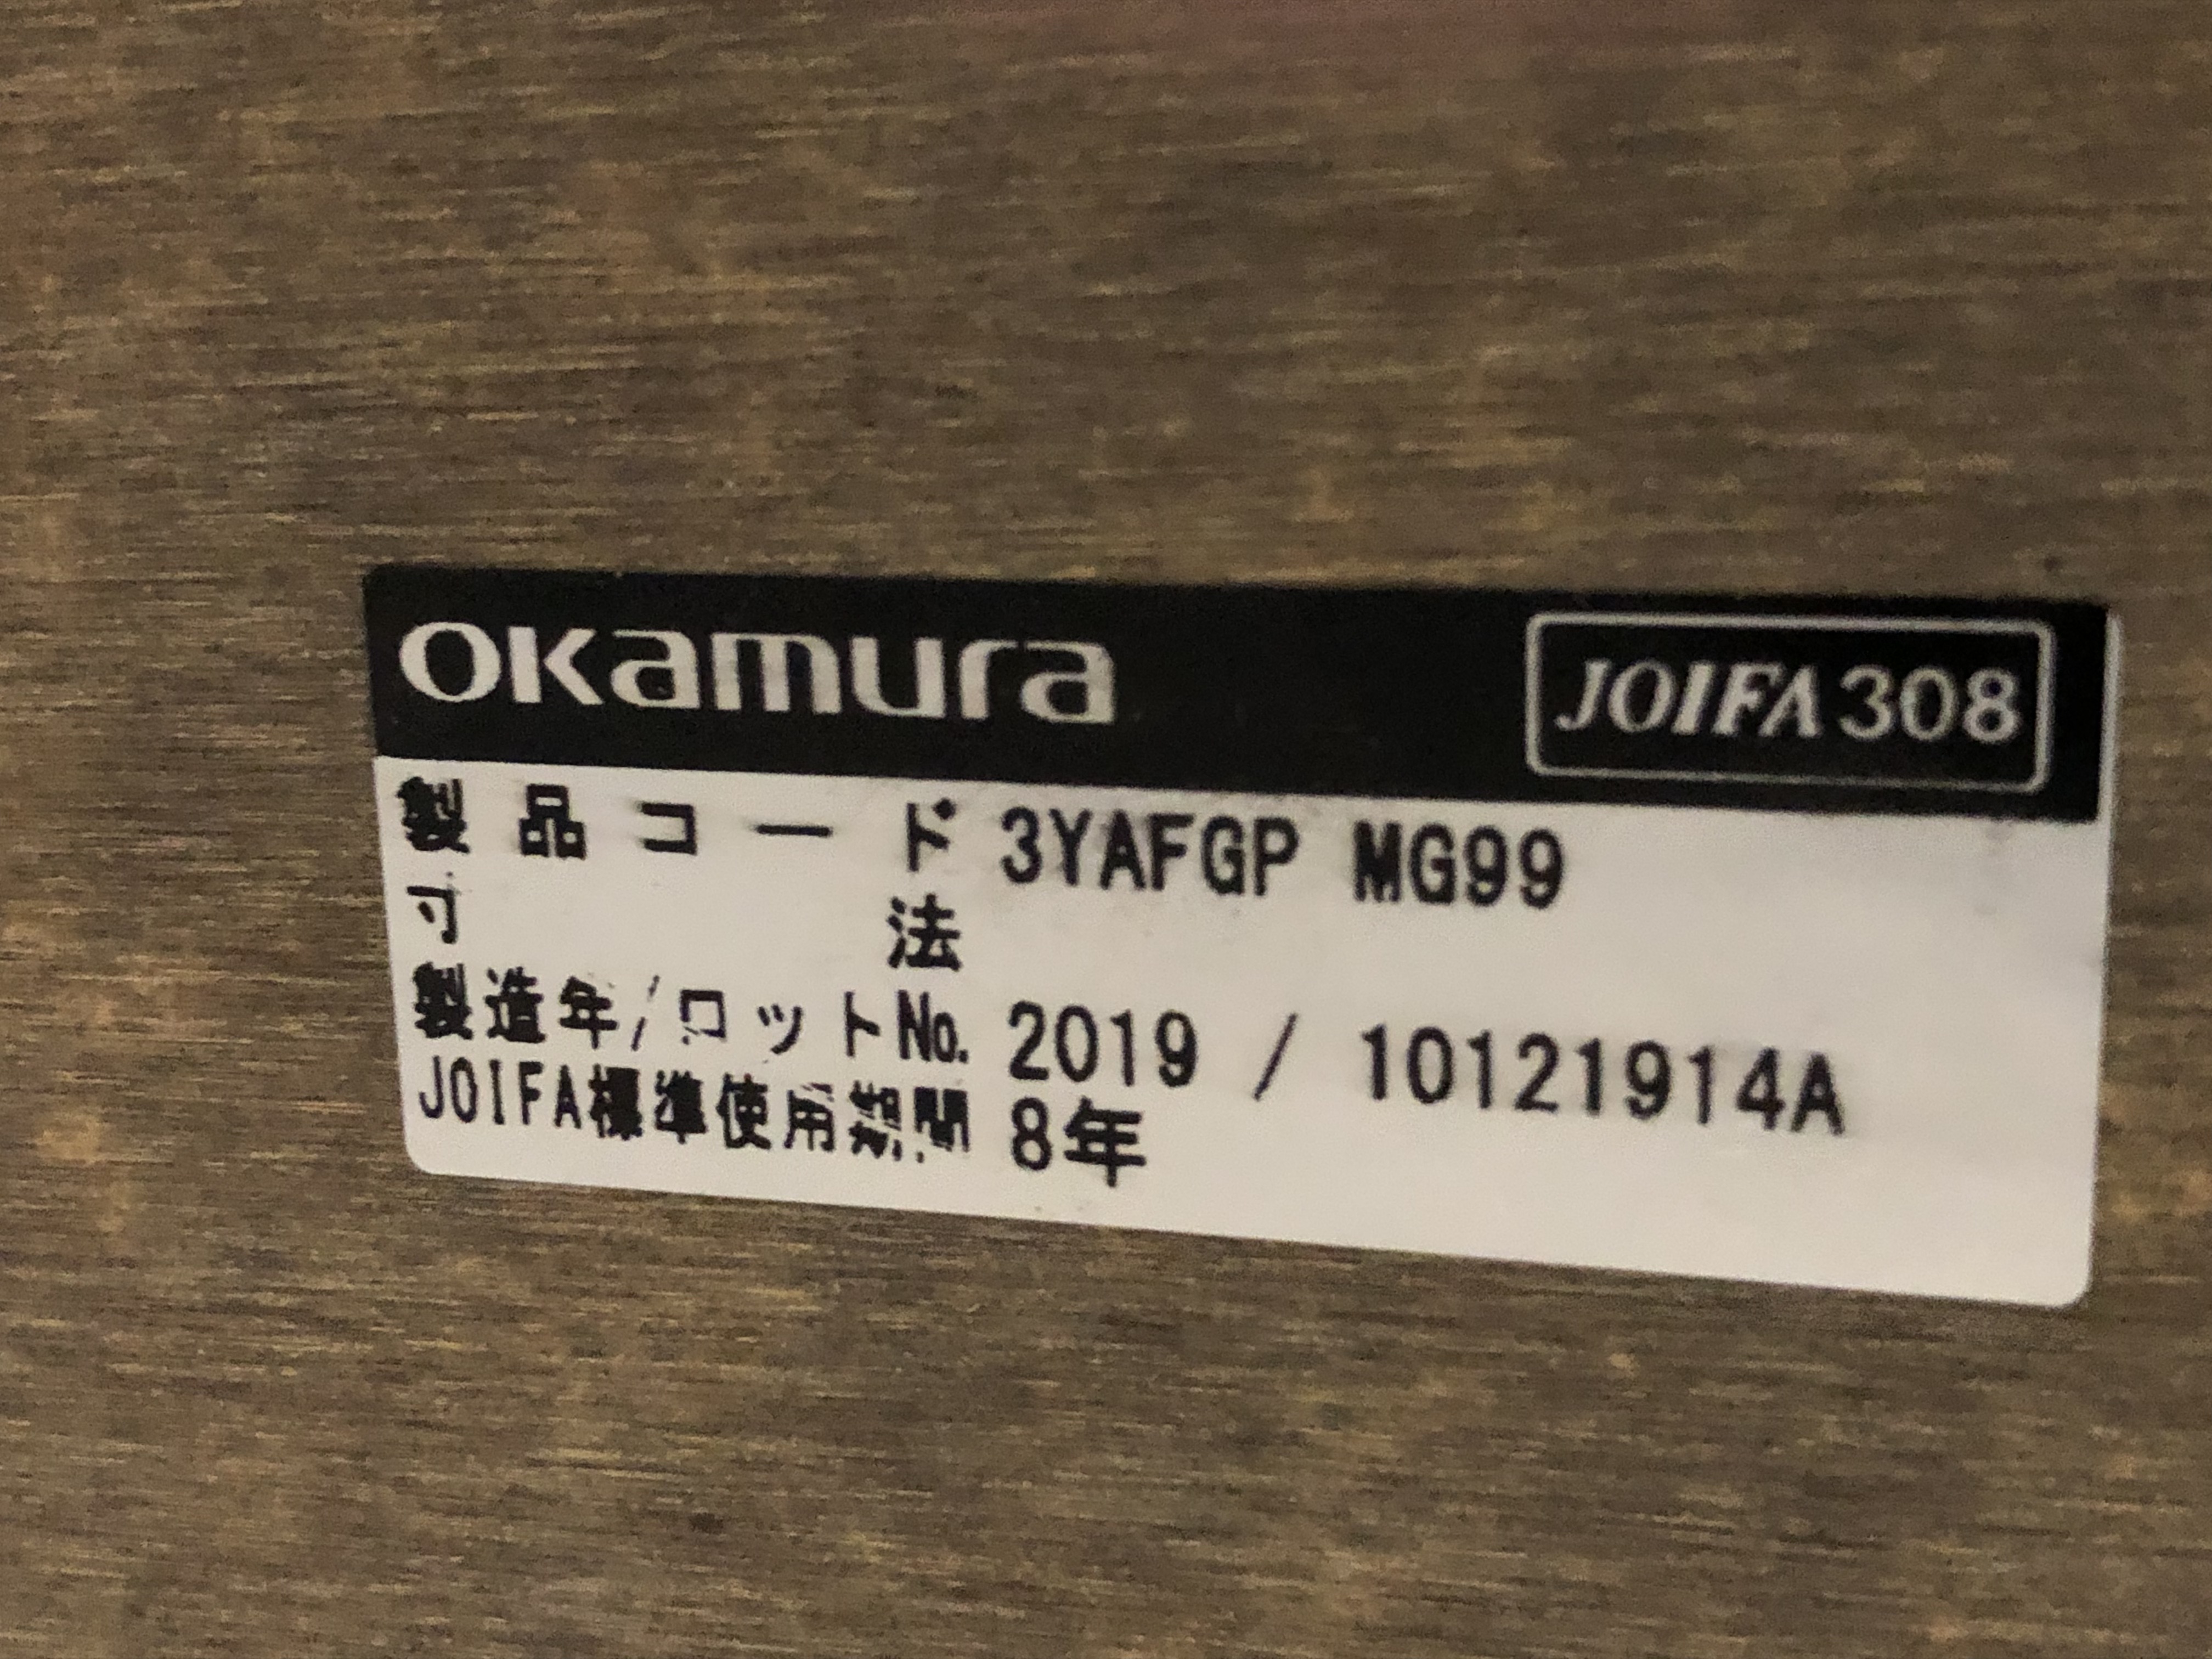 okamura JOIFA308
製品コード 3YAFGP MG99
寸法
製造年/ロットNo. 2019 / 10121914A
JOIFA標準使用期間 8年